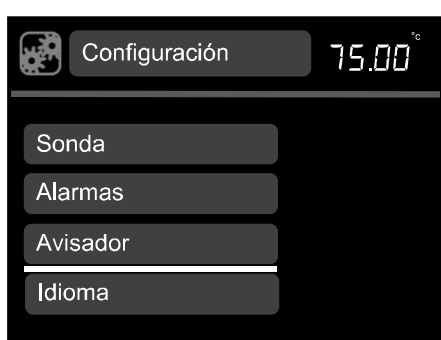 Configuración 75.00 °c
Sonda
Alarmas
Avisador
Idioma